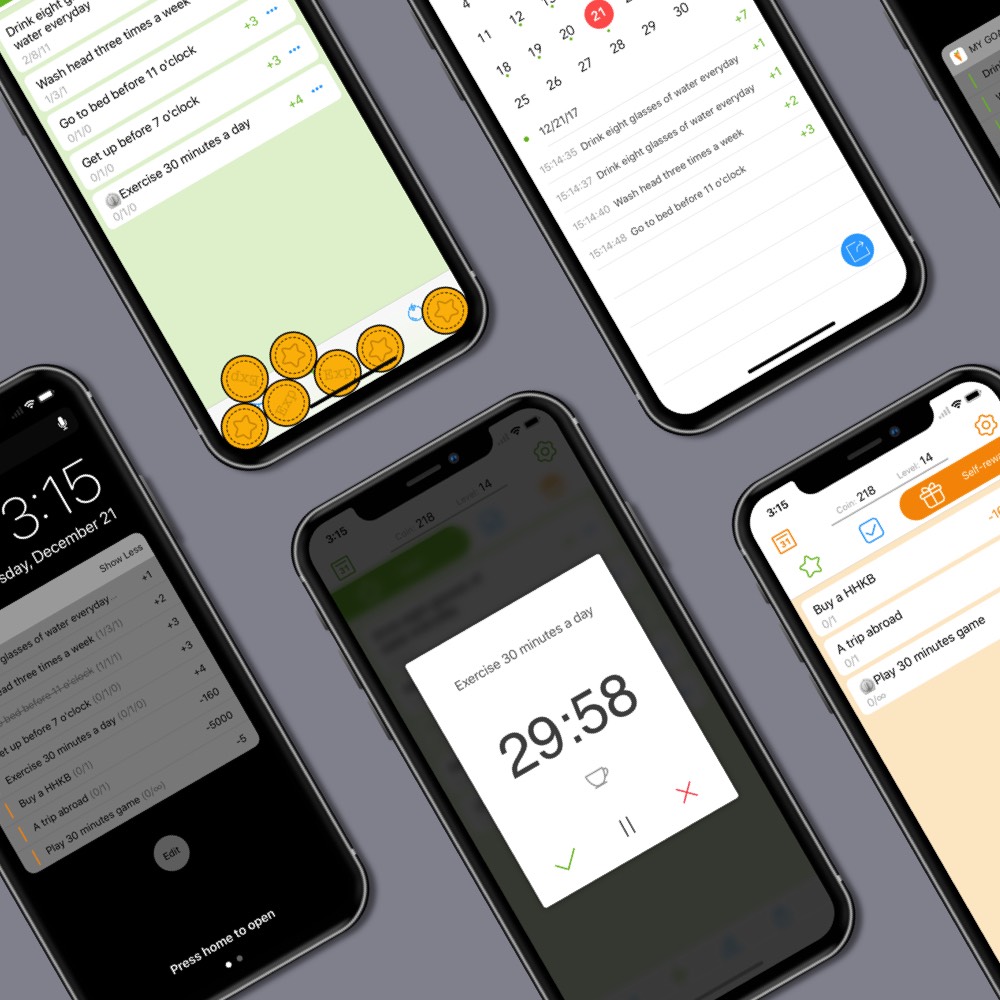 Drink eight g
water everyday
2/8/11
Wash head three times a week
1/3/1
+3
Go to bed before 11 o'clock
0/1/0
+3
Get up before 7 o'clock
0/1/0
+4
Exercise 30 minutes a day
0/1/0
Exp
Exp
Exp
4
11
12
18
19
20
21
25
26
27
28
29
30
12/21/17
+7
15:14:35 Drink eight glasses of water everyday
+1
15:14:37 Drink eight glasses of water everyday
+1
15:14:40 Wash head three times a week
+2
15:14:48 Go to bed before 11 o'clock
+3
MY GOA
Drin
W
3:15
sday, December 21
Show Less
glasses of water everyday...
+1
ad three times a week (1/3/1)
+2
bed before 11 o'clock (1/1/1)
+3
et up before 7 o'clock (0/1/0)
+3
Exercise 30 minutes a day (0/1/0)
+4
Buy a HHKB (0/1)
-160
A trip abroad (0/1)
-5000
Play 30 minutes game (0/∞)
-5
Edit
Press home to open
3:15
Coin: 218
Level: 14
31
Exercise 30 minutes a day
29:58
3:15
Coin: 218
Level: 14
31
Self-rewa
-16
Buy a HHKB
0/1
A trip abroad
0/1
Play 30 minutes game
0/∞